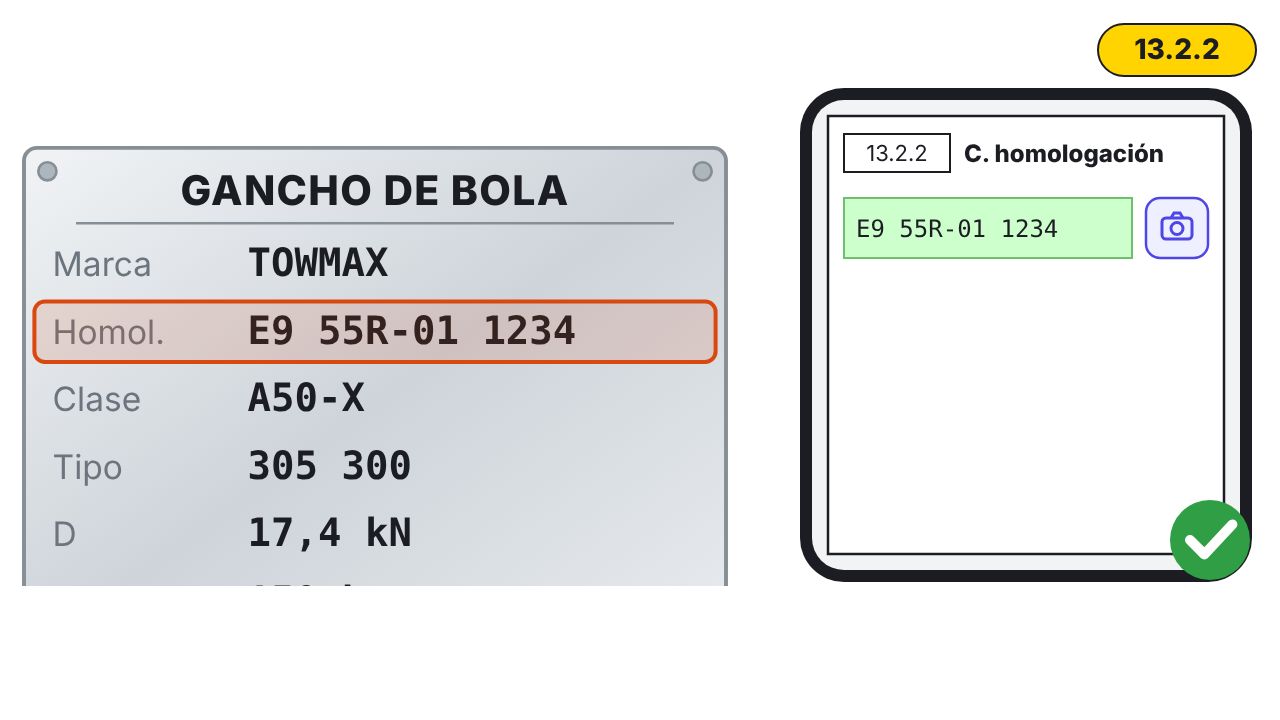 13.2.2
GANCHO DE BOLA
Marca TOWMAX
Homol. E9 55R-01 1234
Clase A50-X
Tipo 305 300
D 17,4 kN
13.2.2 C. homologación
E9 55R-01 1234